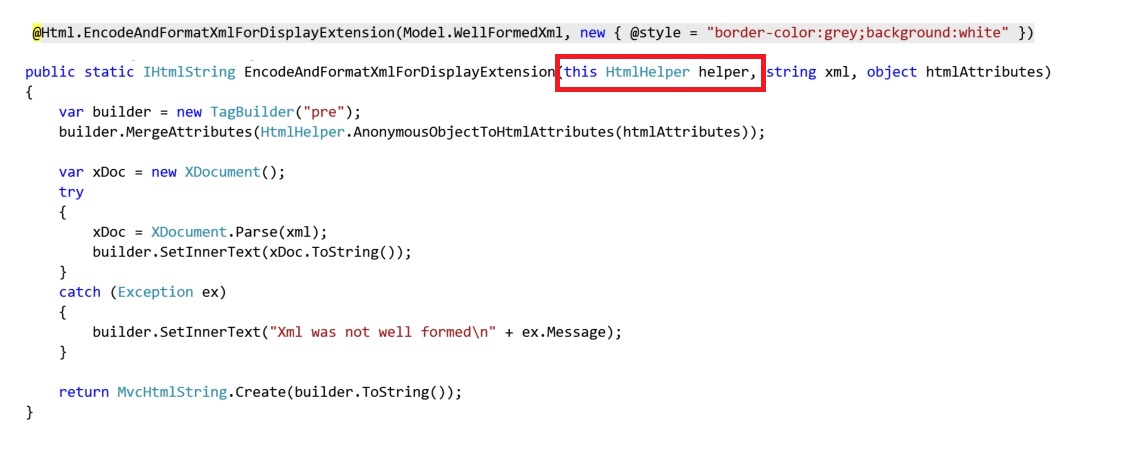 @Html.EncodeAndFormatXmlForDisplayExtension(Model.WellFormedXml, new { @style = "border-color:grey;background:white" })
public static IHtmlString EncodeAndFormatXmlForDisplayExtension(this HtmlHelper helper, string xml, object htmlAttributes)
{
    var builder = new TagBuilder("pre");
    builder.MergeAttributes(HtmlHelper.AnonymousObjectToHtmlAttributes(htmlAttributes));

    var xDoc = new XDocument();
    try
    {
        xDoc = XDocument.Parse(xml);
        builder.SetInnerText(xDoc.ToString());
    }
    catch (Exception ex)
    {
        builder.SetInnerText("Xml was not well formed\n" + ex.Message);
    }

    return MvcHtmlString.Create(builder.ToString());
}